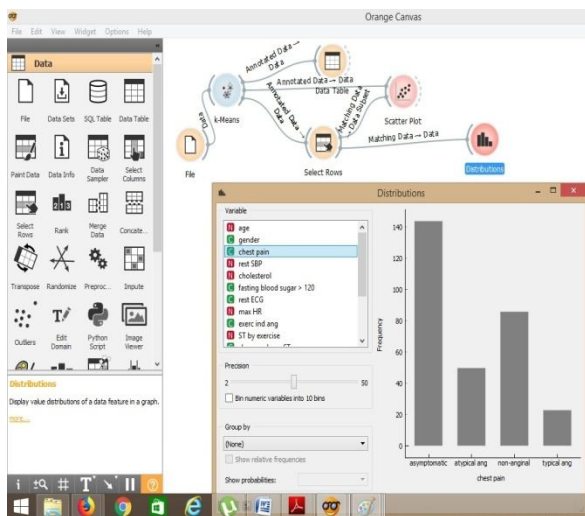 Orange Canvas
File Edit View Widget Options Help
Data
File Data Sets SQL Table Data Table
Paint Data Data Info Data Sampler Select Columns
Select Rows Rank Merge Data Concate...
Transpose Randomize Preproc... Impute
Outliers Edit Domain Python Script Image Viewer
Distributions
Display value distributions of a data feature in a graph.
more...
Data
Annotated Data → Data
Annotated Data → Data
Annotated Data → Data
Matching Data → Data Subset
Matching Data → Data
File
k-Means
Data Table
Scatter Plot
Select Rows
Distributions
Distributions
Variable
N age
C gender
C chest pain
N rest SBP
N cholesterol
C fasting blood sugar > 120
C rest ECG
N max HR
C exerc ind ang
N ST by exercise
Precision
2 50
Bin numeric variables into 10 bins
Group by
(None)
Show relative frequencies
Show probabilities:
Frequency
140
120
100
80
60
40
20
0
asymptomatic atypical ang non-anginal typical ang
chest pain